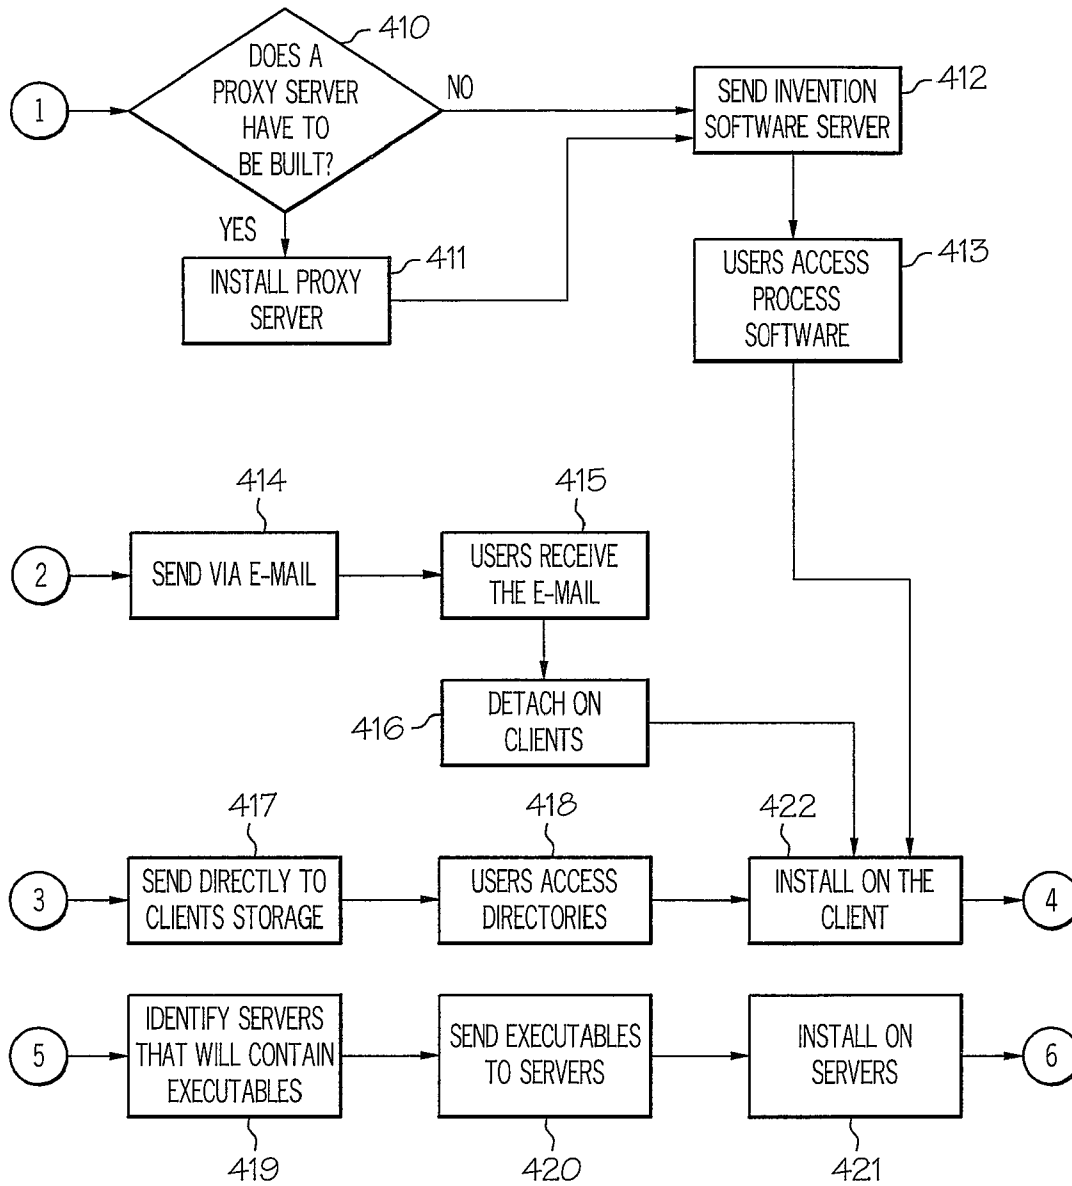 410
DOES A
PROXY SERVER
HAVE TO
BE BUILT?
1
NO
YES
411
INSTALL PROXY
SERVER
412
SEND INVENTION
SOFTWARE SERVER
413
USERS ACCESS
PROCESS
SOFTWARE
414
415
2
SEND VIA E-MAIL
USERS RECEIVE
THE E-MAIL
416
DETACH ON
CLIENTS
417
418
422
3
SEND DIRECTLY TO
CLIENTS STORAGE
USERS ACCESS
DIRECTORIES
INSTALL ON THE
CLIENT
4
5
IDENTIFY SERVERS
THAT WILL CONTAIN
EXECUTABLES
SEND EXECUTABLES
TO SERVERS
INSTALL ON
SERVERS
6
419
420
421